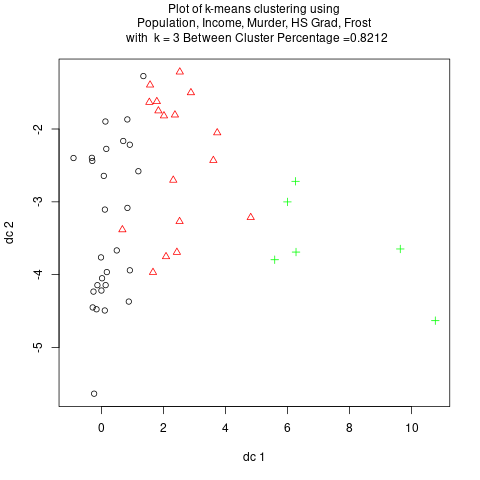 Plot of k-means clustering using
Population, Income, Murder, HS Grad, Frost
with k = 3 Between Cluster Percentage =0.8212
-2
-3
-4
-5
dc 2
0 2 4 6 8 10
dc 1